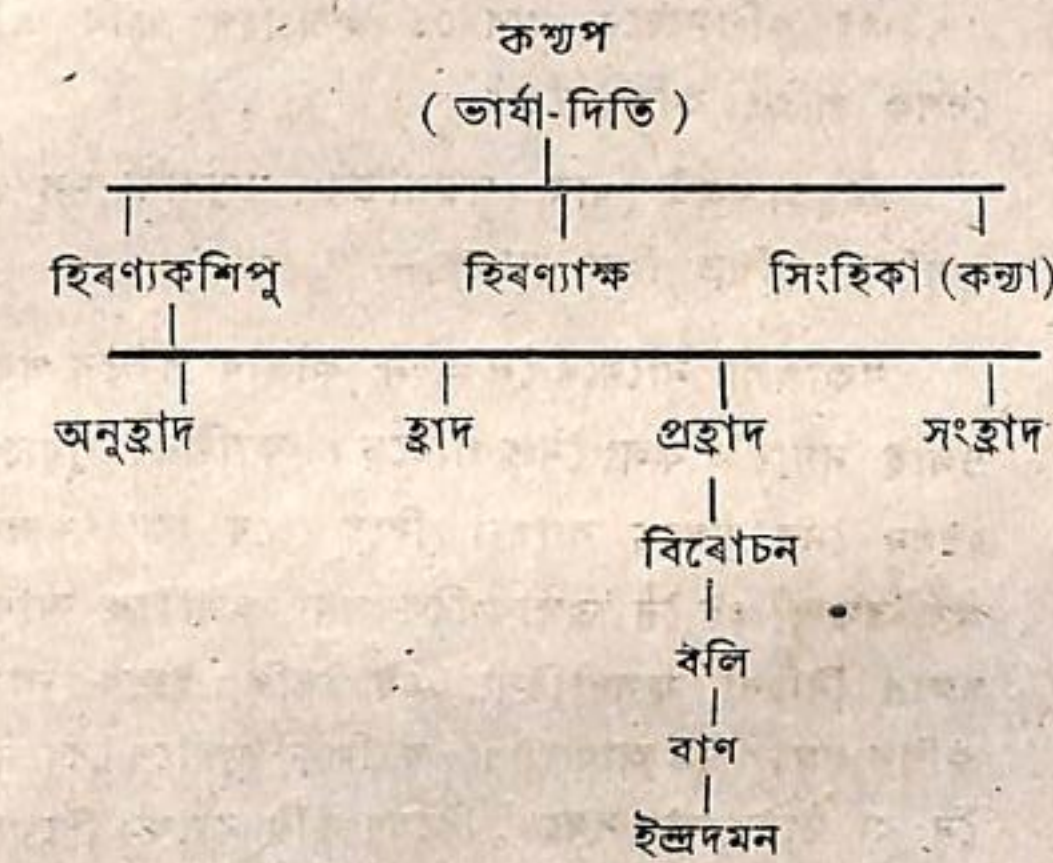 কশ্যপ
( ভাৰ্যা-দিতি )
হিৰণ্যকশিপু হিৰণ্যাক্ষ সিংহিকা (কন্যা)
অনুহ্লাদ হ্লাদ প্ৰহ্লাদ সংহ্লাদ
বিৰোচন
বলি
বাণ
ইন্দ্ৰদমন